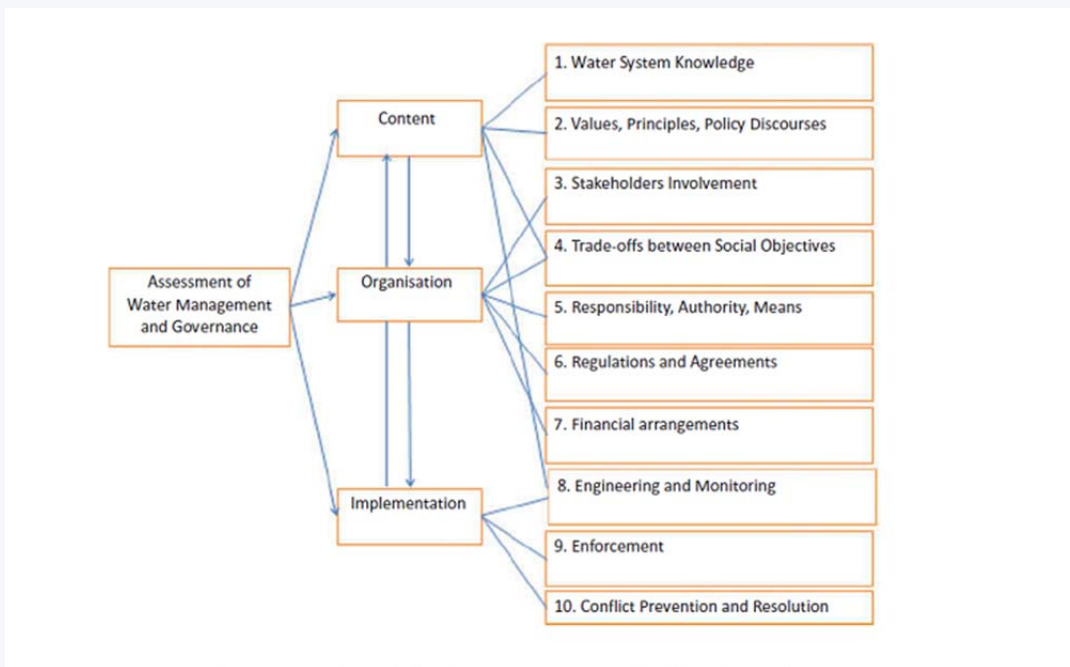 Assessment of
Water Management
and Governance
Content
Organisation
Implementation
1. Water System Knowledge
2. Values, Principles, Policy Discourses
3. Stakeholders Involvement
4. Trade-offs between Social Objectives
5. Responsibility, Authority, Means
6. Regulations and Agreements
7. Financial arrangements
8. Engineering and Monitoring
9. Enforcement
10. Conflict Prevention and Resolution